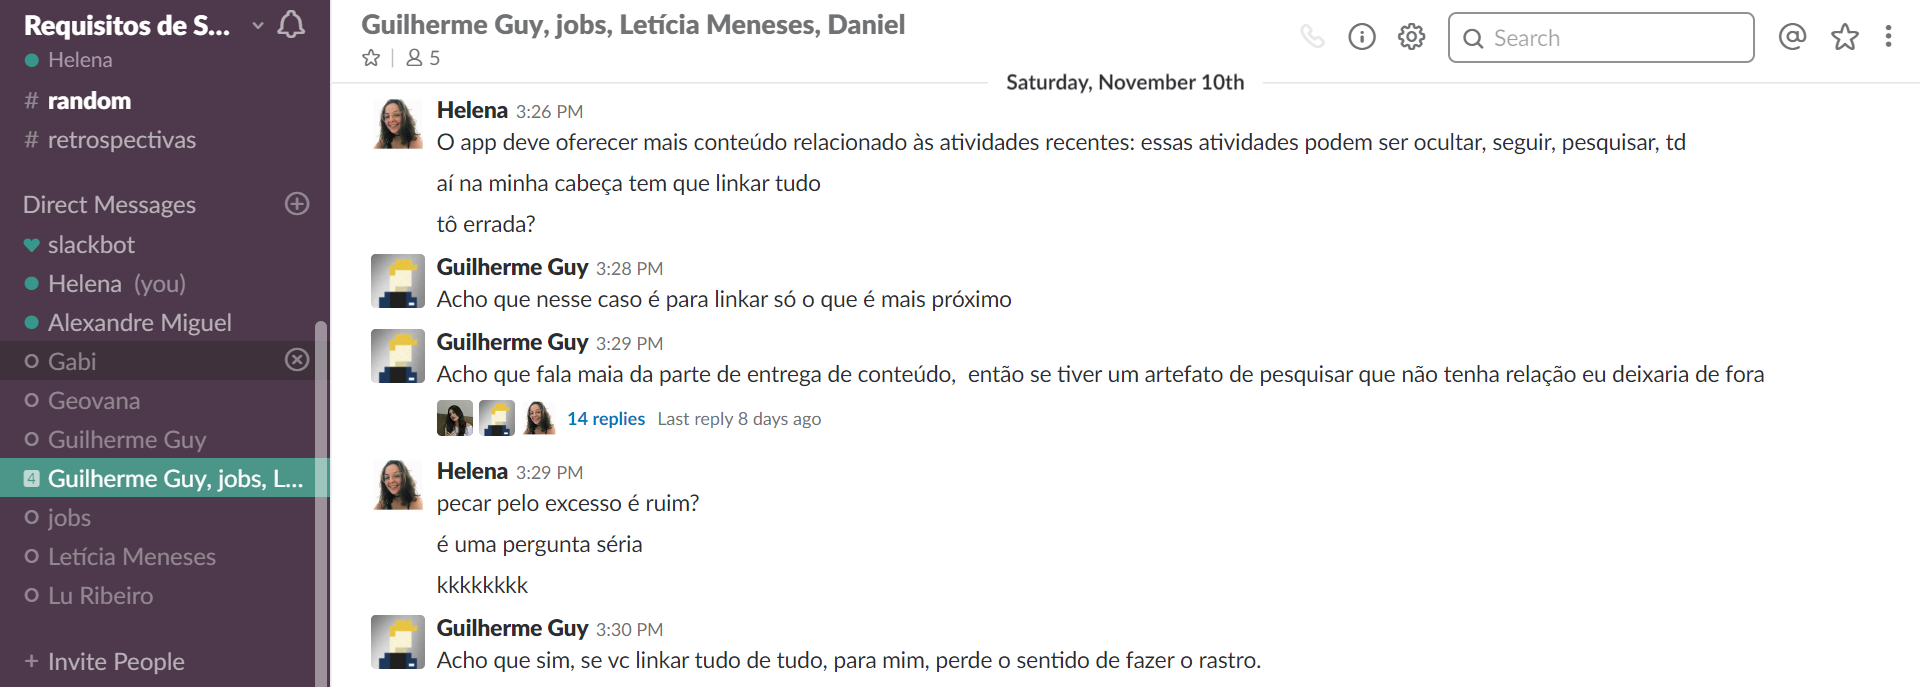 Requisitos de S...
Helena
# random
# retrospectivas
Direct Messages
slackbot
Helena (you)
Alexandre Miguel
Gabi
Geovana
Guilherme Guy
4 Guilherme Guy, jobs, L...
jobs
Letícia Meneses
Lu Ribeiro
+ Invite People
Guilherme Guy, jobs, Letícia Meneses, Daniel
5
Search
Saturday, November 10th
Helena 3:26 PM
O app deve oferecer mais conteúdo relacionado às atividades recentes: essas atividades podem ser ocultar, seguir, pesquisar, td
aí na minha cabeça tem que linkar tudo
tô errada?
Guilherme Guy 3:28 PM
Acho que nesse caso é para linkar só o que é mais próximo
Guilherme Guy 3:29 PM
Acho que fala maia da parte de entrega de conteúdo, então se tiver um artefato de pesquisar que não tenha relação eu deixaria de fora
14 replies Last reply 8 days ago
Helena 3:29 PM
pecar pelo excesso é ruim?
é uma pergunta séria
kkkkkkkk
Guilherme Guy 3:30 PM
Acho que sim, se vc linkar tudo de tudo, para mim, perde o sentido de fazer o rastro.